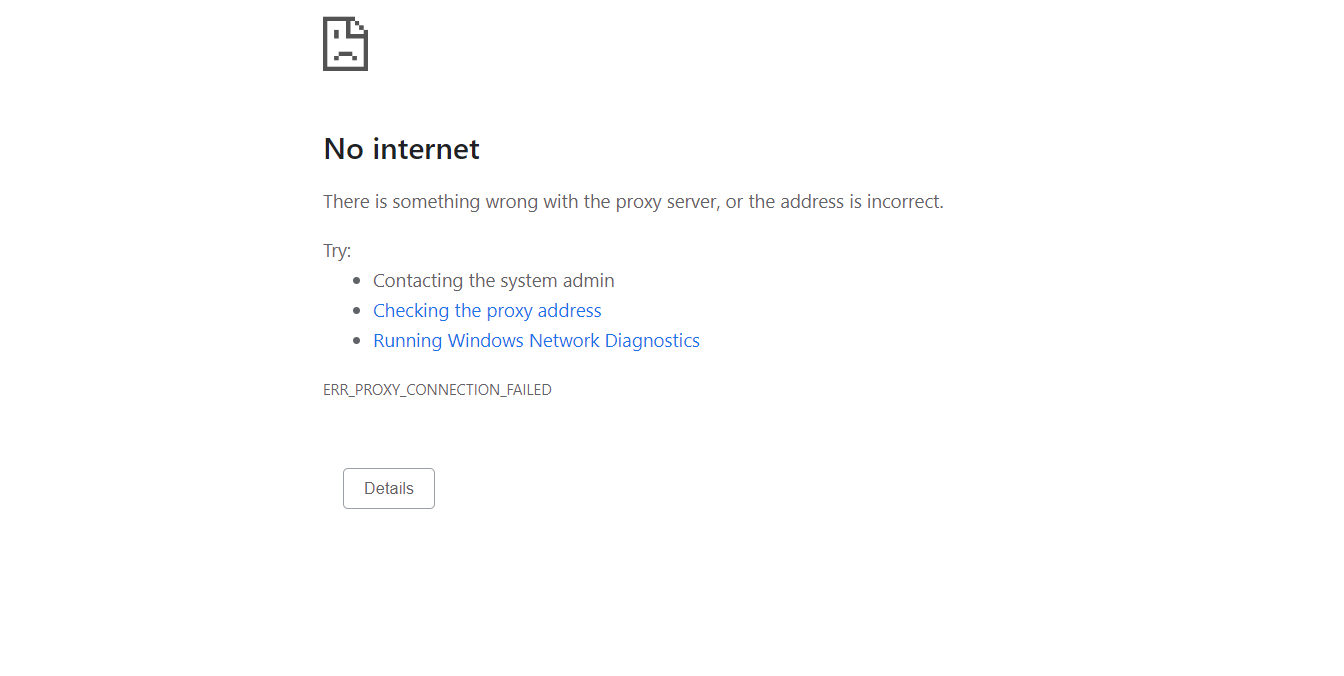 No internet
There is something wrong with the proxy server, or the address is incorrect.
Try:
Contacting the system admin
Checking the proxy address
Running Windows Network Diagnostics
ERR_PROXY_CONNECTION_FAILED
Details